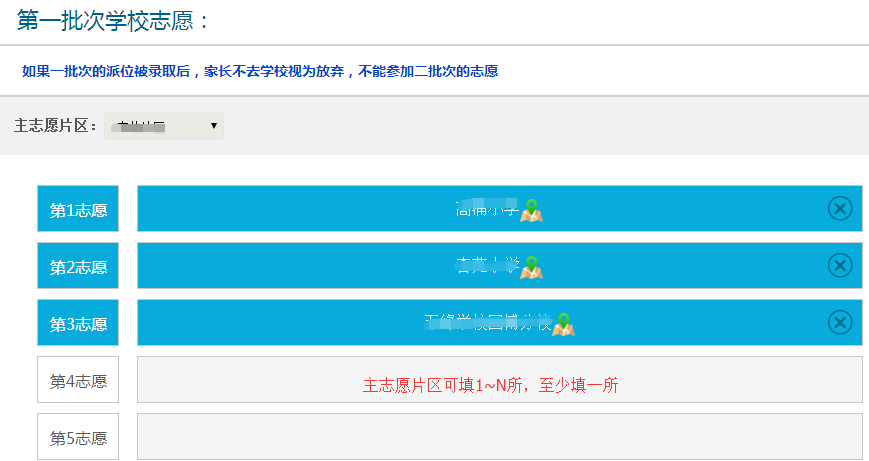 第一批次学校志愿：
如果一批次的派位被录取后，家长不去学校视为放弃，不能参加二批次的志愿
主志愿片区：
第1志愿
第2志愿
第3志愿
第4志愿 主志愿片区可填1~N所，至少填一所
第5志愿